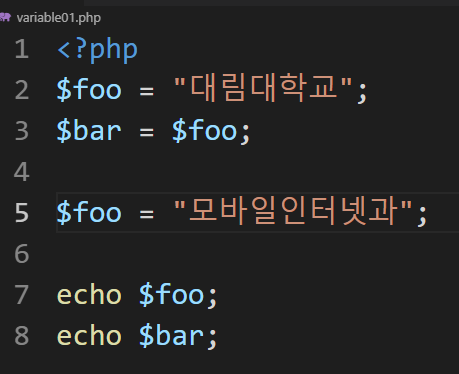 variable01.php
1 <?php
2 $foo = "대림대학교";
3 $bar = $foo;
4
5 $foo = "모바일인터넷과";
6
7 echo $foo;
8 echo $bar;